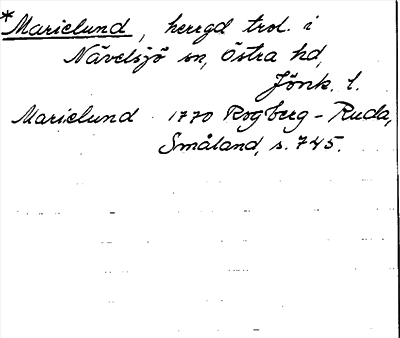 *Marielund, herrgd trol. i
Nävelsjö sn, Östra hd,
Jönk. l.
Marielund 1770 Rogberg - Ruda,
Småland, s. 745.